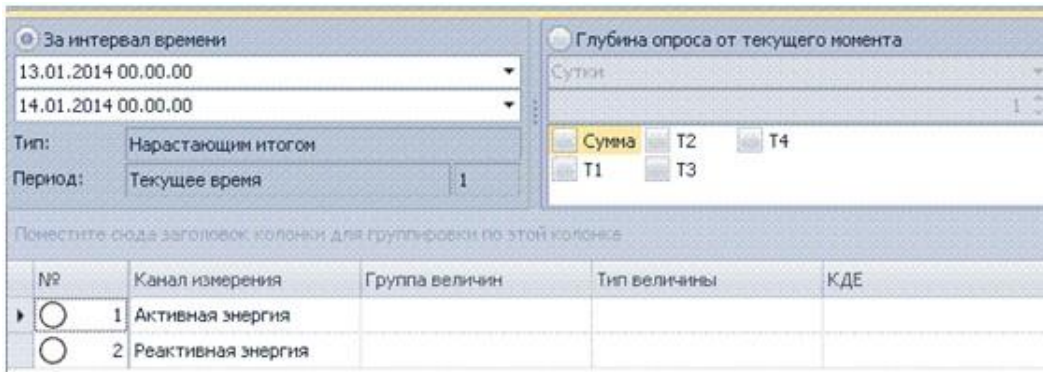 За интервал времени
Глубина опроса от текущего момента
13.01.2014 00.00.00
Сутки
14.01.2014 00.00.00
1
Тип: Нарастающим итогом
Сумма T2 T4
Период: Текущее время 1
T1 T3
Поместите сюда заголовок колонки для группировки по этой колонке
№ Канал измерения Группа величин Тип величины КДЕ
1 Активная энергия
2 Реактивная энергия